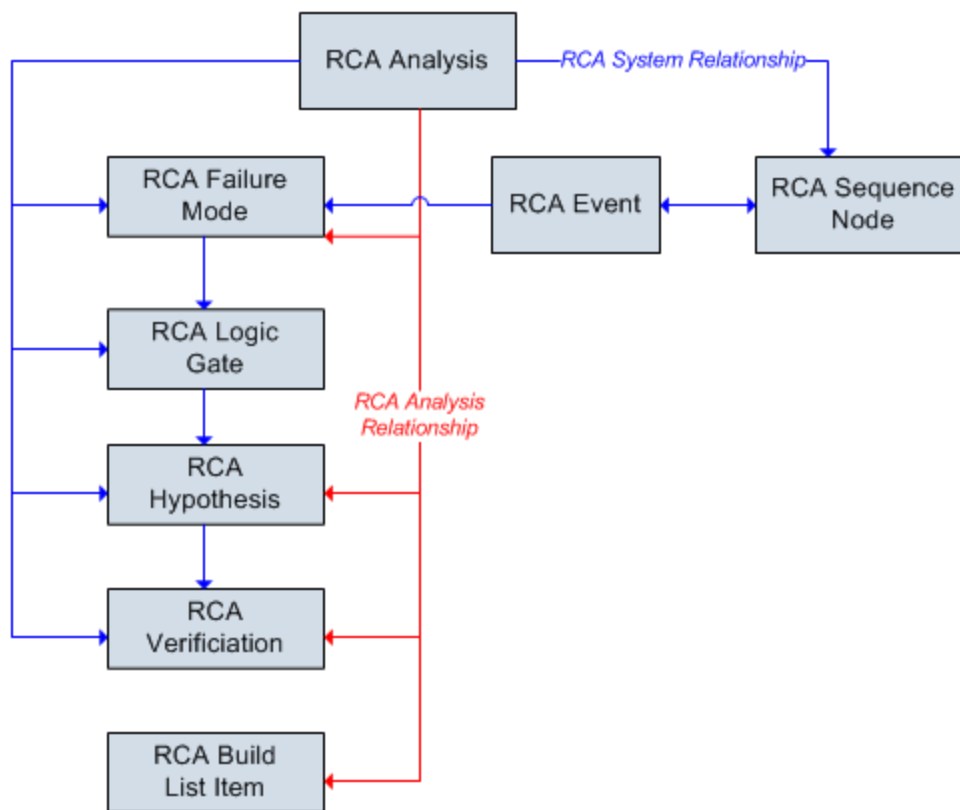 RCA Analysis
RCA System Relationship
RCA Failure
Mode
RCA Event
RCA Sequence
Node
RCA Logic
Gate
RCA Analysis
Relationship
RCA
Hypothesis
RCA
Verificiation
RCA Build
List Item